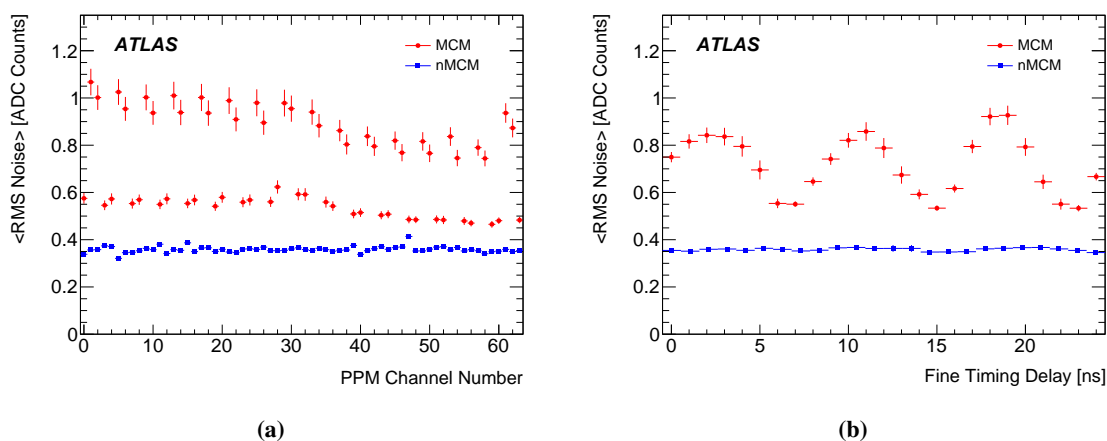 <RMS Noise> [ADC Counts]
1.2
1
0.8
0.6
0.4
0.2
0
ATLAS
MCM
nMCM
0 10 20 30 40 50 60
PPM Channel Number
(a)
<RMS Noise> [ADC Counts]
1.2
1
0.8
0.6
0.4
0.2
0
ATLAS
MCM
nMCM
0 5 10 15 20
Fine Timing Delay [ns]
(b)